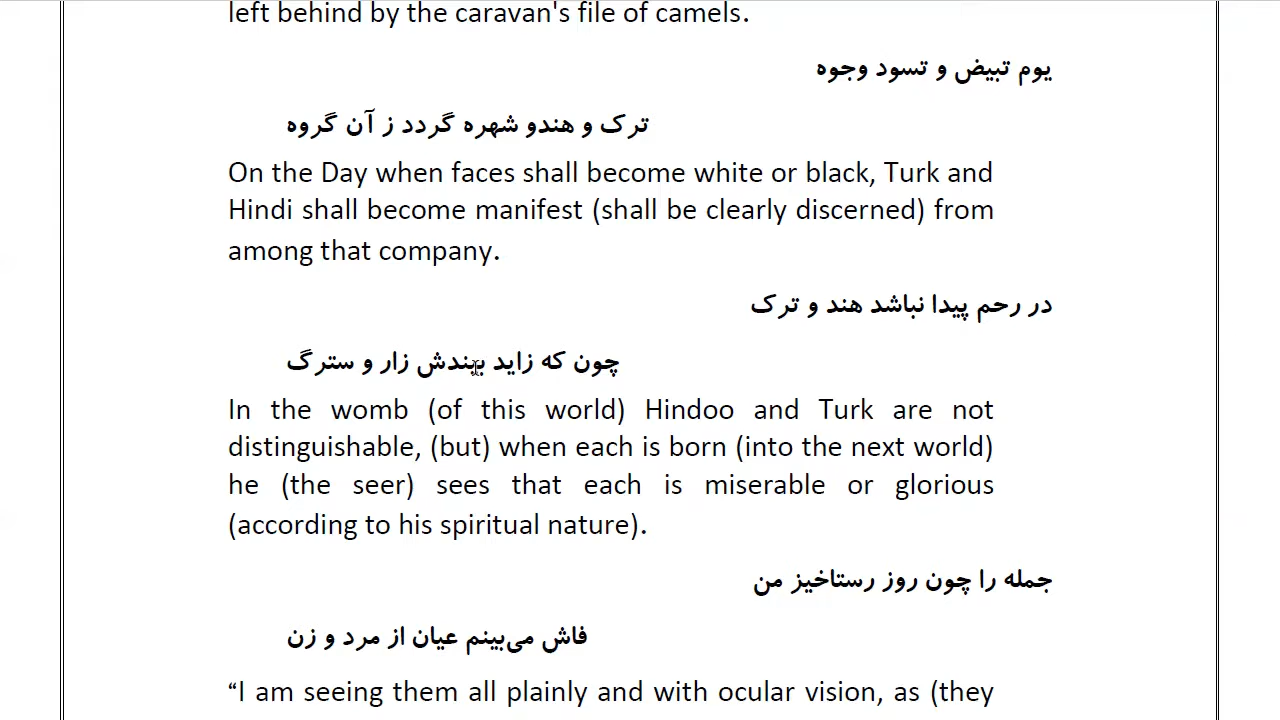 left behind by the caravan's file of camels.
یوم تبیض و تسود وجوه
ترک و هندو شهره گردد ز آن گروه
On the Day when faces shall become white or black, Turk and
Hindi shall become manifest (shall be clearly discerned) from
among that company.
در رحم پیدا نباشد هند و ترک
چون که زاید بیندش زار و سترگ
In the womb (of this world) Hindoo and Turk are not
distinguishable, (but) when each is born (into the next world)
he (the seer) sees that each is miserable or glorious
(according to his spiritual nature).
جمله را چون روز رستاخیز من
فاش می‌بینم عیان از مرد و زن
“I am seeing them all plainly and with ocular vision, as (they